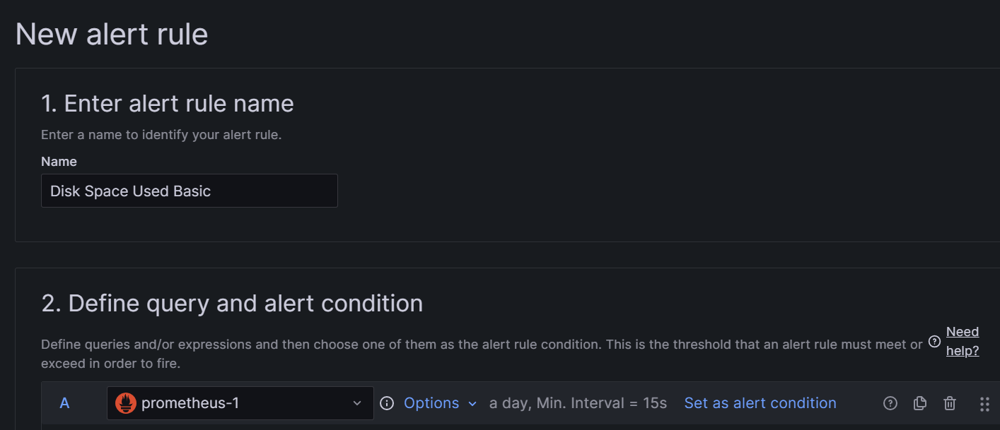 New alert rule
1. Enter alert rule name
Enter a name to identify your alert rule.
Name
Disk Space Used Basic
2. Define query and alert condition
Define queries and/or expressions and then choose one of them as the alert rule condition. This is the threshold that an alert rule must meet or
exceed in order to fire.
Need
help?
A prometheus-1 Options a day, Min. Interval = 15s Set as alert condition